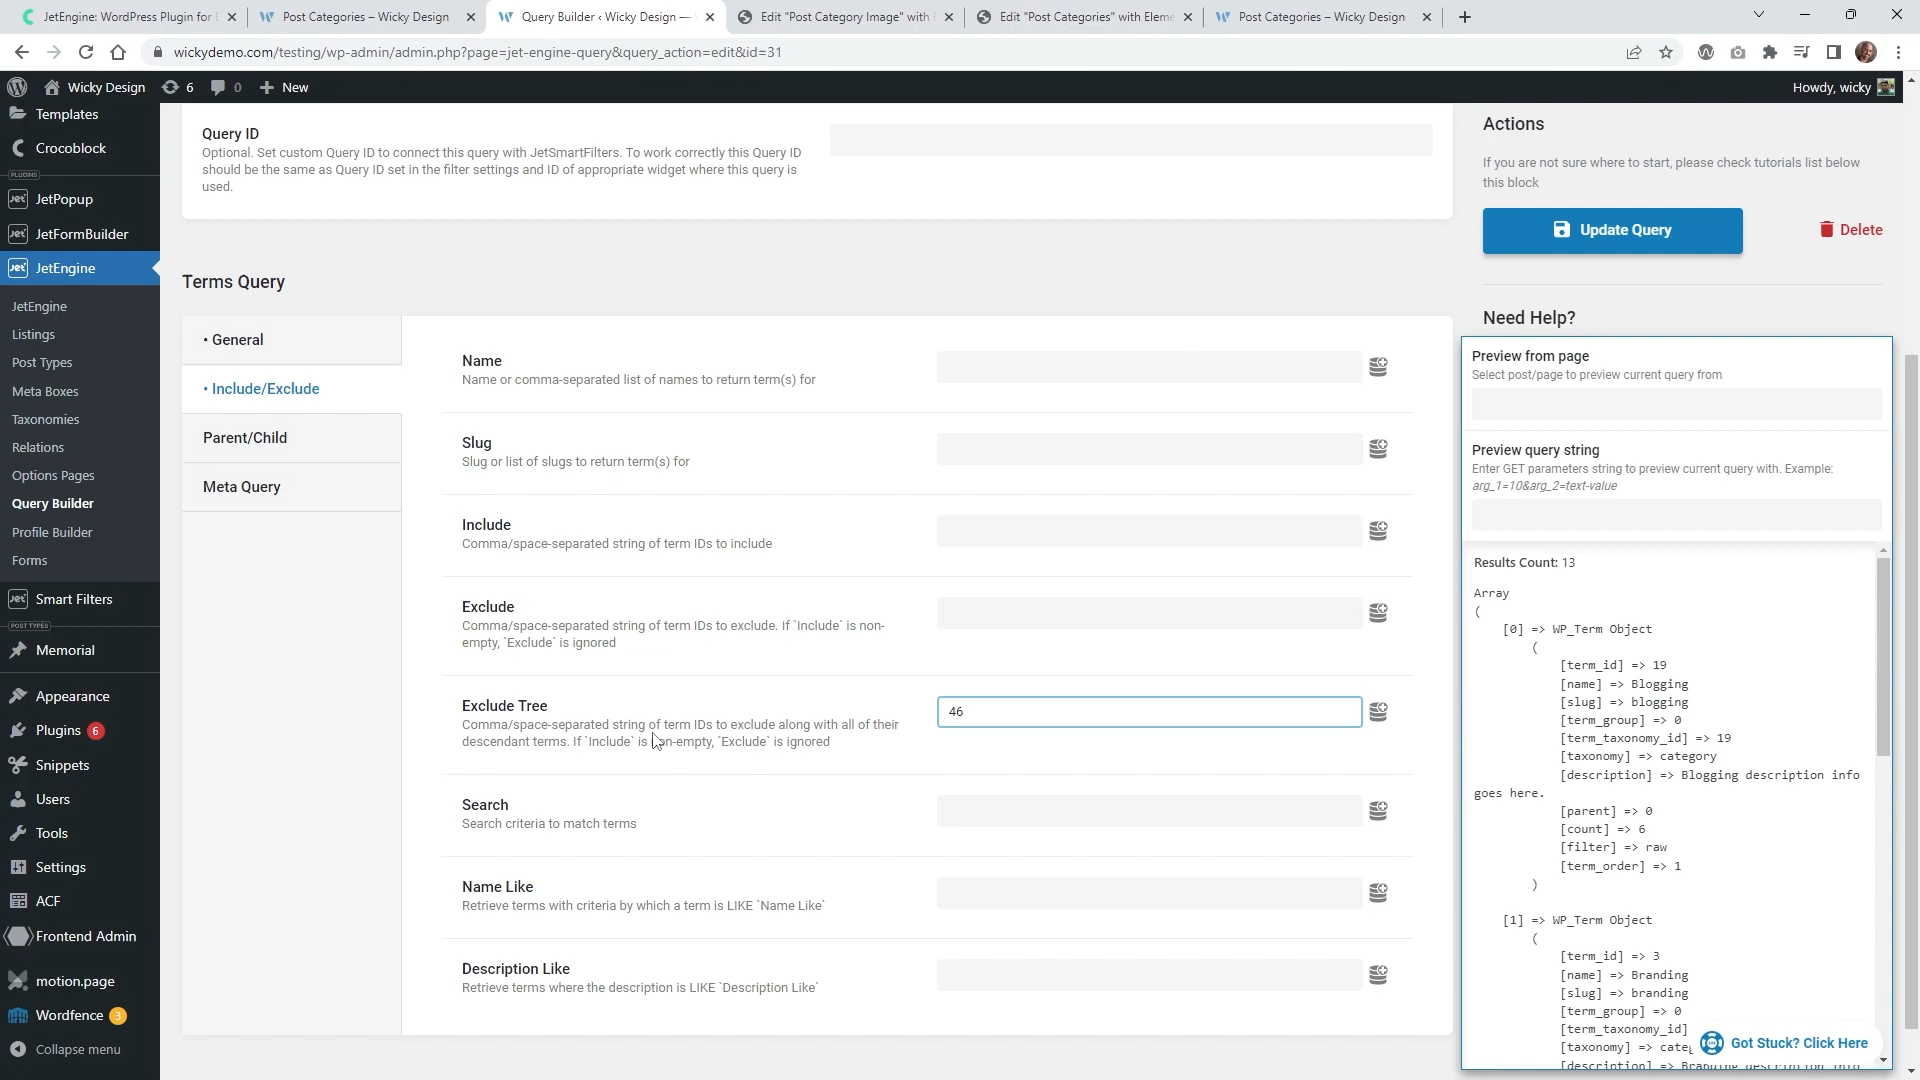 JetEngine: WordPress Plugin for E
Post Categories – Wicky Design
Query Builder ‹ Wicky Design —
Edit "Post Category Image" with
Edit "Post Categories" with Eleme
Post Categories – Wicky Design
wickydemo.com/testing/wp-admin/admin.php?page=jet-engine-query&query_action=edit&id=31
Wicky Design
6
0
New
Howdy, wicky
Templates
Crocoblock
PLUGINS
JetPopup
JetFormBuilder
JetEngine
JetEngine
Listings
Post Types
Meta Boxes
Taxonomies
Relations
Options Pages
Query Builder
Profile Builder
Forms
Smart Filters
POST TYPES
Memorial
Appearance
Plugins 6
Snippets
Users
Tools
Settings
ACF
Frontend Admin
motion.page
Wordfence 3
Collapse menu
Query ID
Optional. Set custom Query ID to connect this query with JetSmartFilters. To work correctly this Query ID
should be the same as Query ID set in the filter settings and ID of appropriate widget where this query is
used.
Terms Query
• General
• Include/Exclude
Parent/Child
Meta Query
Name
Name or comma-separated list of names to return term(s) for
Slug
Slug or list of slugs to return term(s) for
Include
Comma/space-separated string of term IDs to include
Exclude
Comma/space-separated string of term IDs to exclude. If `Include` is non-
empty, `Exclude` is ignored
Exclude Tree
Comma/space-separated string of term IDs to exclude along with all of their
descendant terms. If `Include` is non-empty, `Exclude` is ignored
46
Search
Search criteria to match terms
Name Like
Retrieve terms with criteria by which a term is LIKE `Name Like`
Description Like
Retrieve terms where the description is LIKE `Description Like`
Actions
If you are not sure where to start, please check tutorials list below
this block
Update Query
Delete
Need Help?
Preview from page
Select post/page to preview current query from
Preview query string
Enter GET parameters string to preview current query with. Example:
arg_1=10&arg_2=text-value
Results Count: 13
Array
(
[0] => WP_Term Object
(
[term_id] => 19
[name] => Blogging
[slug] => blogging
[term_group] => 0
[term_taxonomy_id] => 19
[taxonomy] => category
[description] => Blogging description info
goes here.
[parent] => 0
[count] => 6
[filter] => raw
[term_order] => 1
)
[1] => WP_Term Object
(
[term_id] => 3
[name] => Branding
[slug] => branding
[term_group] => 0
[term_taxonomy_id]
[taxonomy] => categ
[description] => Branding description info
Got Stuck? Click Here